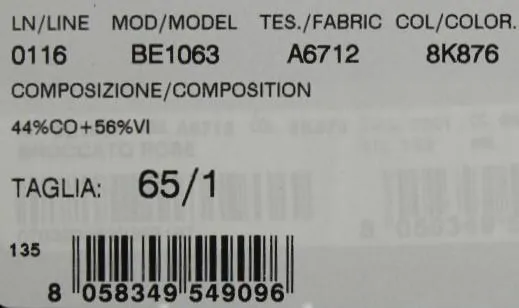 LN/LINE MOD/MODEL TES./FABRIC COL/COLOR.
0116 BE1063 A6712 8K876
COMPOSIZIONE/COMPOSITION
44%CO+56%VI
TAGLIA: 65/1
135
8 058349 549096